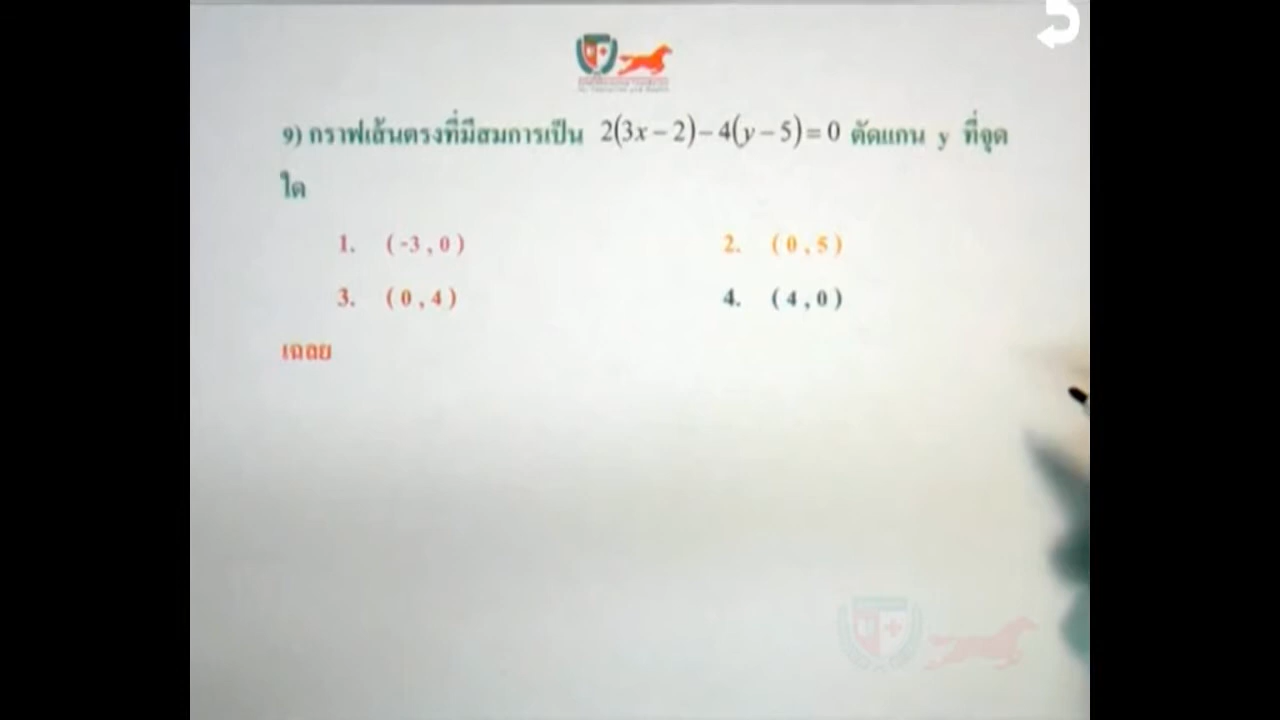 9) กราฟเส้นตรงที่มีสมการเป็น 2(3x-2)-4(y-5)=0 ตัดแกน y ที่จุด
ใด
1. (-3,0) 2. (0,5)
3. (0,4) 4. (4,0)
เฉลย